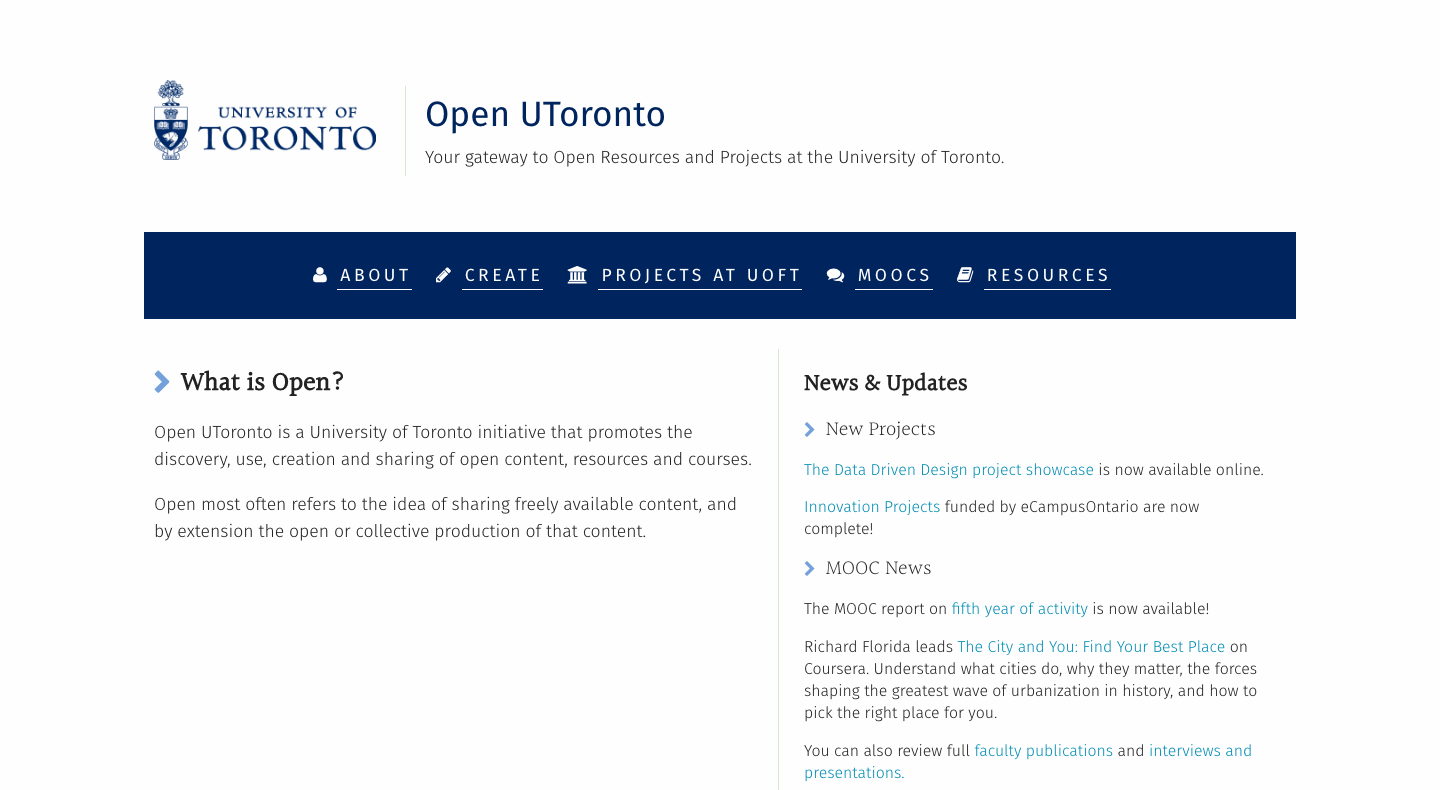 UNIVERSITY OF
TORONTO
Open UToronto
Your gateway to Open Resources and Projects at the University of Toronto.
ABOUT CREATE PROJECTS AT UOFT MOOCS RESOURCES
What is Open?
Open UToronto is a University of Toronto initiative that promotes the
discovery, use, creation and sharing of open content, resources and courses.
Open most often refers to the idea of sharing freely available content, and
by extension the open or collective production of that content.
News & Updates
New Projects
The Data Driven Design project showcase is now available online.
Innovation Projects funded by eCampusOntario are now
complete!
MOOC News
The MOOC report on fifth year of activity is now available!
Richard Florida leads The City and You: Find Your Best Place on
Coursera. Understand what cities do, why they matter, the forces
shaping the greatest wave of urbanization in history, and how to
pick the right place for you.
You can also review full faculty publications and interviews and
presentations.